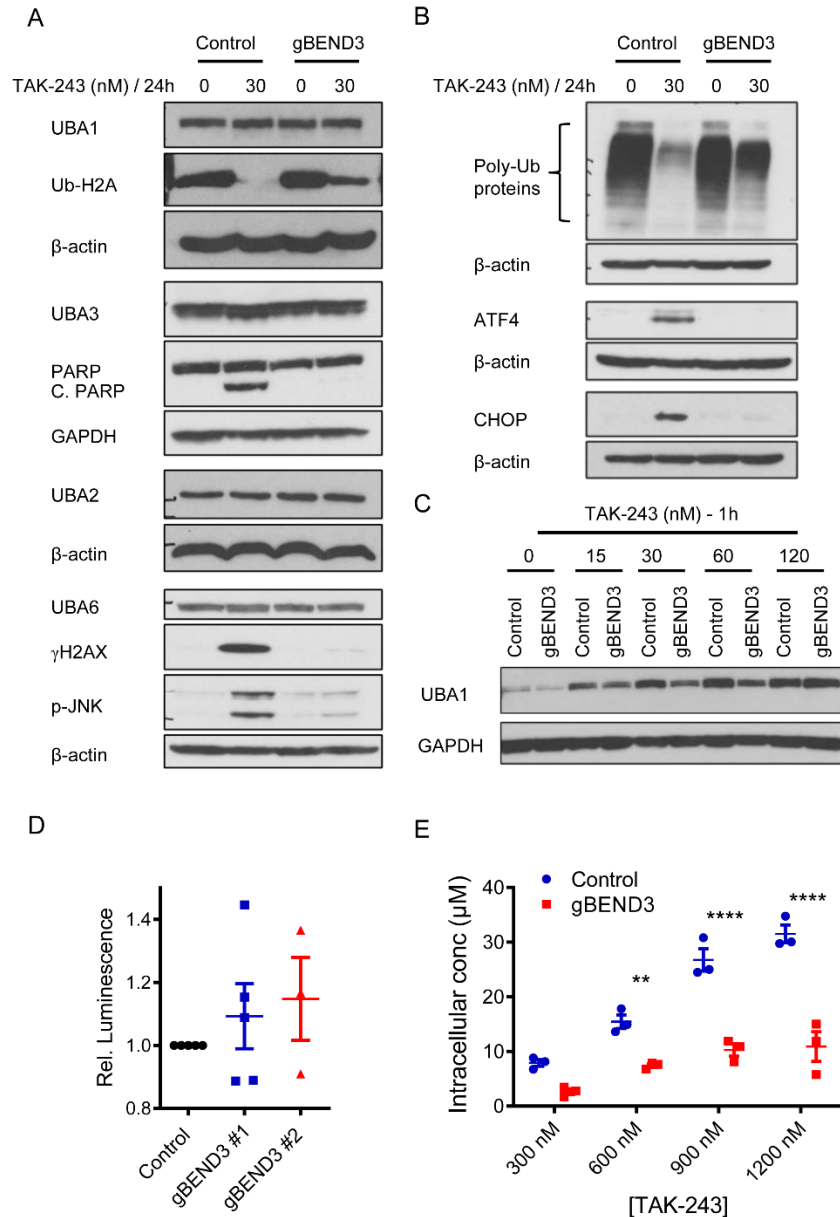 A
Control gBEND3
TAK-243 (nM) / 24h 0 30 0 30
UBA1
Ub-H2A
β-actin
UBA3
PARP
C. PARP
GAPDH
UBA2
β-actin
UBA6
γH2AX
p-JNK
β-actin
B
Control gBEND3
TAK-243 (nM) / 24h 0 30 0 30
Poly-Ub
proteins
β-actin
ATF4
β-actin
CHOP
β-actin
C
TAK-243 (nM) - 1h
0 15 30 60 120
Control gBEND3 Control gBEND3 Control gBEND3 Control gBEND3 Control gBEND3
UBA1
GAPDH
D
Rel. Luminescence
1.4
1.2
1.0
0.8
Control gBEND3 #1 gBEND3 #2
E
Control
gBEND3
Intracellular conc (µM)
40
30
20
10
0
** **** ****
300 nM 600 nM 900 nM 1200 nM
[TAK-243]